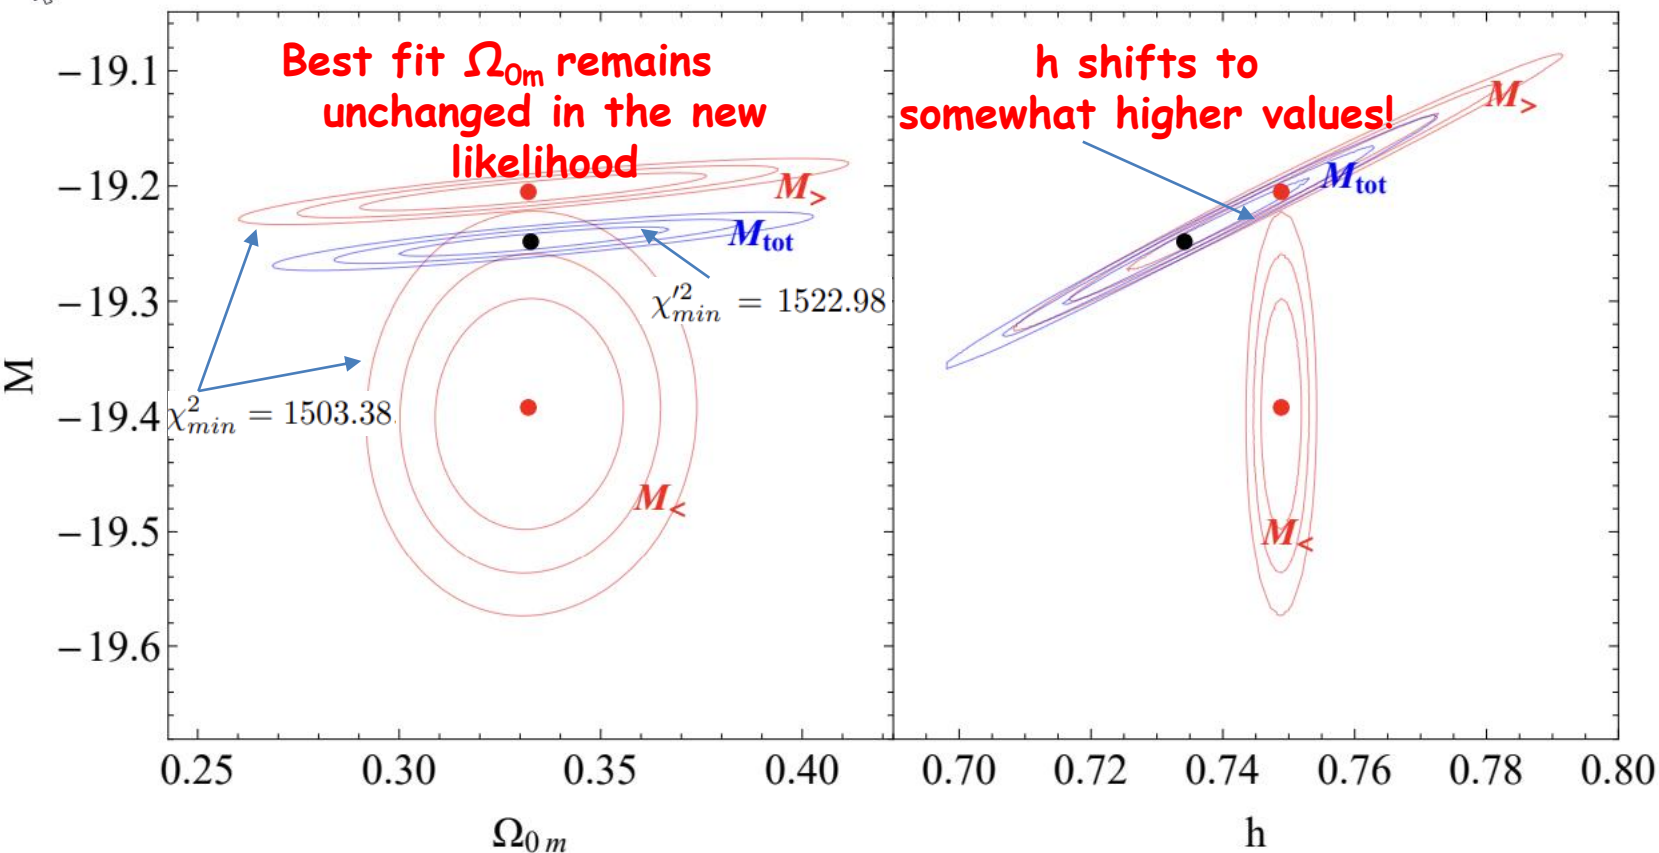 Best fit Ω₀ₘ remains
unchanged in the new
likelihood
h shifts to
somewhat higher values!
M>
Mtot
χ′²min = 1522.98
χ²min = 1503.38.
M<
M>
Mtot
M<
M
−19.1
−19.2
−19.3
−19.4
−19.5
−19.6
0.25 0.30 0.35 0.40
0.70 0.72 0.74 0.76 0.78 0.80
Ω₀ m
h